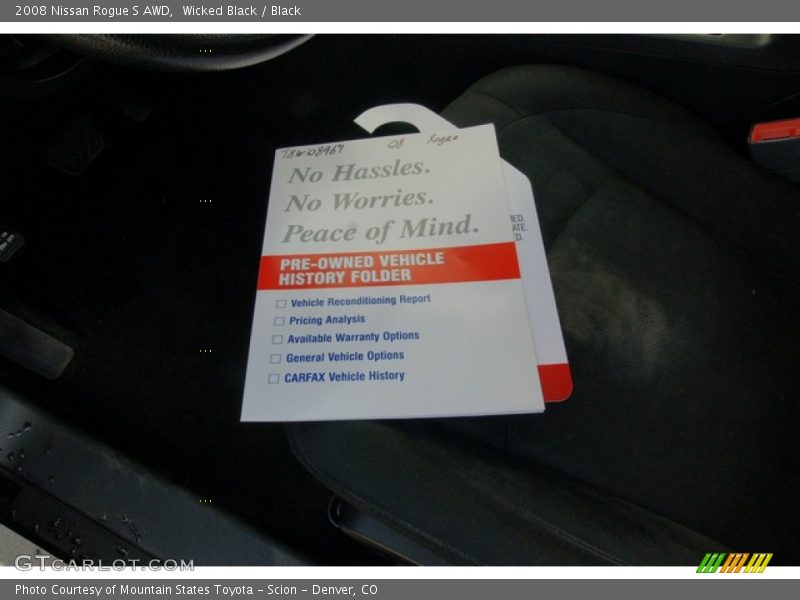 2008 Nissan Rogue S AWD,  Wicked Black / Black
08 Rogue
No Hassles.
No Worries.
Peace of Mind.
PRE-OWNED VEHICLE
HISTORY FOLDER
Vehicle Reconditioning Report
Pricing Analysis
Available Warranty Options
General Vehicle Options
CARFAX Vehicle History
GTCARLOT.COM
Photo Courtesy of Mountain States Toyota - Scion - Denver, CO